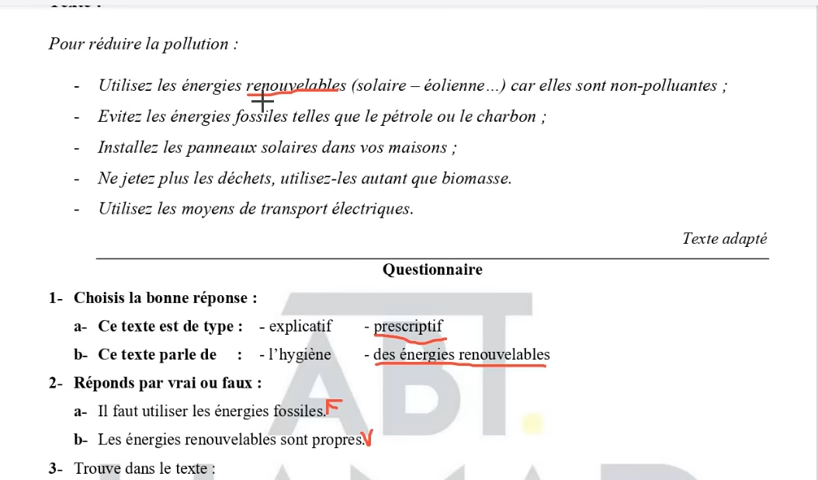 Texte :
Pour réduire la pollution :
- Utilisez les énergies renouvelables (solaire – éolienne…) car elles sont non-polluantes ;
- Evitez les énergies fossiles telles que le pétrole ou le charbon ;
- Installez les panneaux solaires dans vos maisons ;
- Ne jetez plus les déchets, utilisez-les autant que biomasse.
- Utilisez les moyens de transport électriques.
Texte adapté
Questionnaire
1- Choisis la bonne réponse :
a- Ce texte est de type : - explicatif - prescriptif
b- Ce texte parle de : - l’hygiène - des énergies renouvelables
2- Réponds par vrai ou faux :
a- Il faut utiliser les énergies fossiles. F
b- Les énergies renouvelables sont propres. V
3- Trouve dans le texte :
ABT